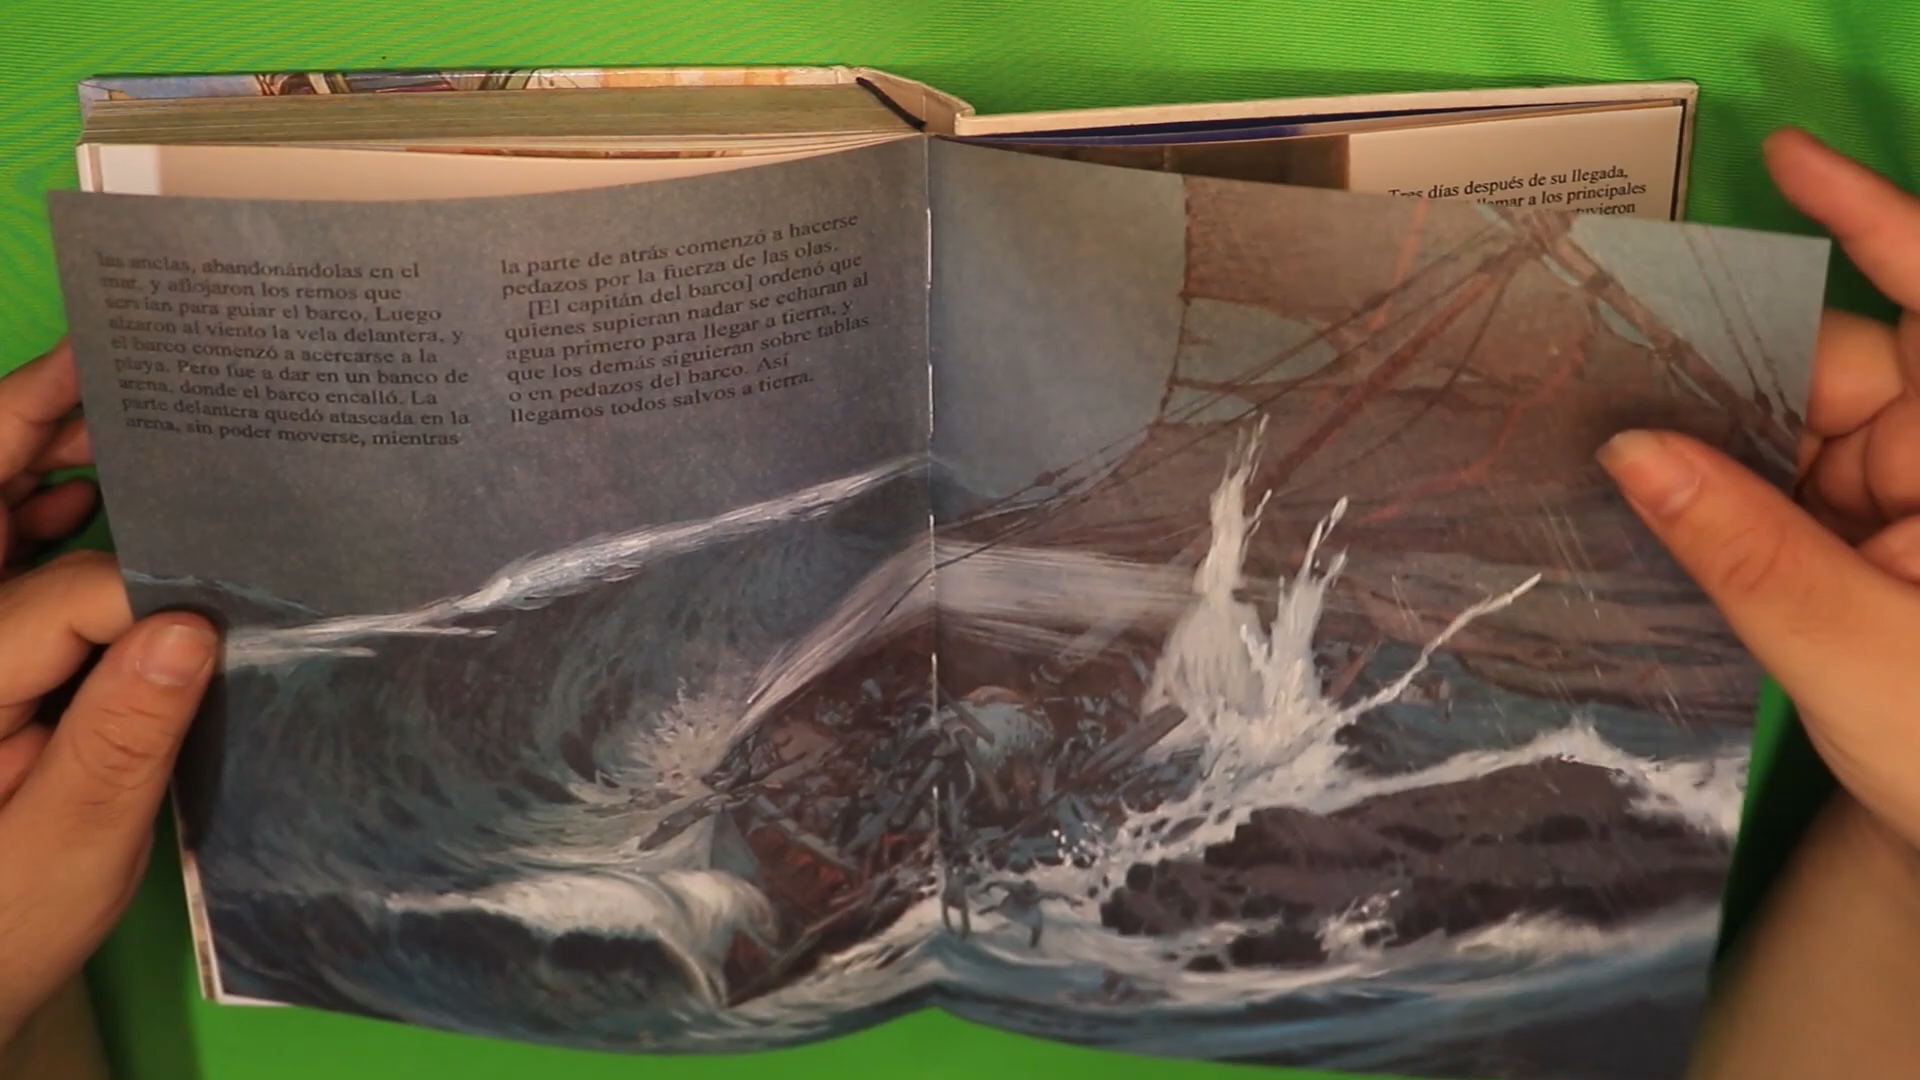 las anclas, abandonándolas en el
mar, y aflojaron los remos que
servían para guiar el barco. Luego
alzaron al viento la vela delantera, y
el barco comenzó a acercarse a la
playa. Pero fue a dar en un banco de
arena, donde el barco encalló. La
parte delantera quedó atascada en la
arena, sin poder moverse, mientras
la parte de atrás comenzó a hacerse
pedazos por la fuerza de las olas.
[El capitán del barco] ordenó que
quienes supieran nadar se echaran al
agua primero para llegar a tierra, y
que los demás siguieran sobre tablas
o en pedazos del barco. Así
llegamos todos salvos a tierra.
Tres días después de su llegada,
llamar a los principales